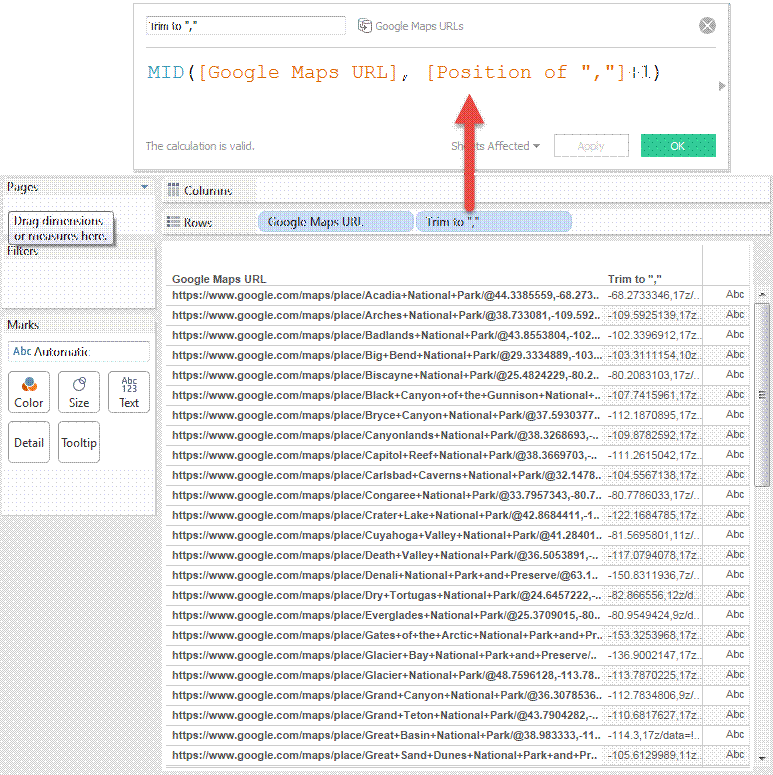 Trim to "," Google Maps URLs
MID([Google Maps URL], [Position of ","]+1)
The calculation is valid. Sheets Affected Apply OK
Pages
Columns
Drag dimensions
or measures here.
Rows Google Maps URL Trim to ","
Filters
Google Maps URL Trim to ","
https://www.google.com/maps/place/Acadia+National+Park/@44.3385559,-68.273.. -68.2733346,17z/.. Abc
https://www.google.com/maps/place/Arches+National+Park/@38.733081,-109.592.. -109.5925139,17z.. Abc
https://www.google.com/maps/place/Badlands+National+Park/@43.8553804,-102.. -102.3396912,17z.. Abc
https://www.google.com/maps/place/Big+Bend+National+Park/@29.3334889,-103.. -103.3111154,10z.. Abc
https://www.google.com/maps/place/Biscayne+National+Park/@25.4824229,-80.2.. -80.2083103,17z/.. Abc
https://www.google.com/maps/place/Black+Canyon+of+the+Gunnison+National+.. -107.7415961,17z.. Abc
https://www.google.com/maps/place/Bryce+Canyon+National+Park/@37.5930377.. -112.1870895,17z.. Abc
https://www.google.com/maps/place/Canyonlands+National+Park/@38.3268693,-.. -109.8782592,17z.. Abc
https://www.google.com/maps/place/Capitol+Reef+National+Park/@38.3669703,-.. -111.2615042,17z.. Abc
https://www.google.com/maps/place/Carlsbad+Caverns+National+Park/@32.1478.. -104.5567138,17z.. Abc
https://www.google.com/maps/place/Congaree+National+Park/@33.7957343,-80.7.. -80.7786033,17z/.. Abc
https://www.google.com/maps/place/Crater+Lake+National+Park/@42.8684411,-1.. -122.1684785,17z.. Abc
https://www.google.com/maps/place/Cuyahoga+Valley+National+Park/@41.28401.. -81.5695801,11z/.. Abc
https://www.google.com/maps/place/Death+Valley+National+Park/@36.5053891,-.. -117.0794078,17z.. Abc
https://www.google.com/maps/place/Denali+National+Park+and+Preserve/@63.1.. -150.8311936,7z/.. Abc
https://www.google.com/maps/place/Dry+Tortugas+National+Park/@24.6457222,-.. -82.866556,12z/d.. Abc
https://www.google.com/maps/place/Everglades+National+Park/@25.3709015,-80.. -80.9549424,9z/d.. Abc
https://www.google.com/maps/place/Gates+of+the+Arctic+National+Park+and+Pr.. -153.3253968,17z.. Abc
https://www.google.com/maps/place/Glacier+Bay+National+Park+and+Preserve/.. -136.9002147,17z.. Abc
https://www.google.com/maps/place/Glacier+National+Park/@48.7596128,-113.78.. -113.7870225,17z.. Abc
https://www.google.com/maps/place/Grand+Canyon+National+Park/@36.3078536.. -112.7834806,9z/.. Abc
https://www.google.com/maps/place/Grand+Teton+National+Park/@43.7904282,-.. -110.6817627,17z.. Abc
https://www.google.com/maps/place/Great+Basin+National+Park/@38.983333,-11.. -114.3,17z/data=!.. Abc
https://www.google.com/maps/place/Great+Sand+Dunes+National+Park+and+Pr.. -105.6129989,11z.. Abc
Marks
Abc Automatic
Abc
123
Color Size Text
Detail Tooltip